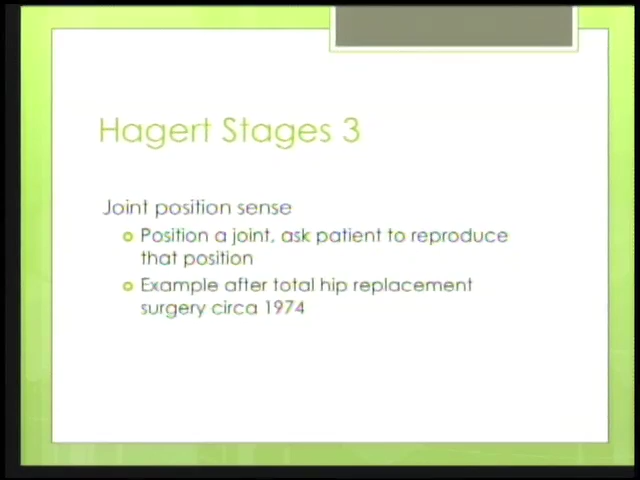 Hagert Stages 3
Joint position sense
Position a joint, ask patient to reproduce
that position
Example after total hip replacement
surgery circa 1974